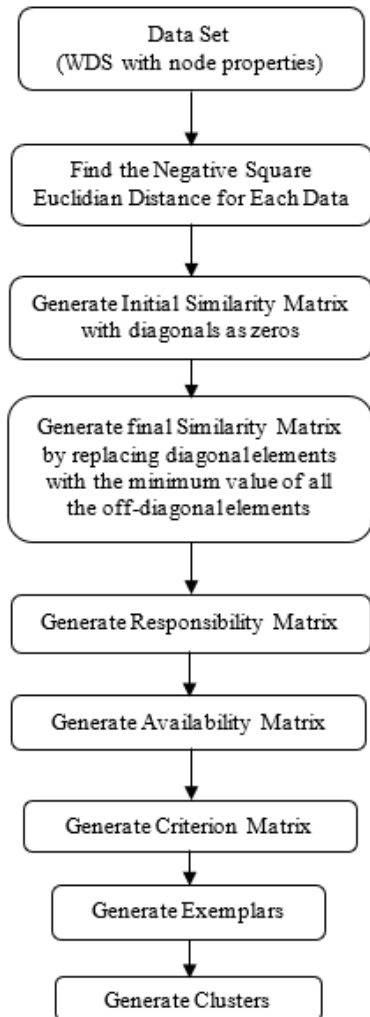 Data Set
(WDS with node properties)
Find the Negative Square
Euclidian Distance for Each Data
Generate Initial Similarity Matrix
with diagonals as zeros
Generate final Similarity Matrix
by replacing diagonal elements
with the minimum value of all
the off-diagonal elements
Generate Responsibility Matrix
Generate Availability Matrix
Generate Criterion Matrix
Generate Exemplars
Generate Clusters